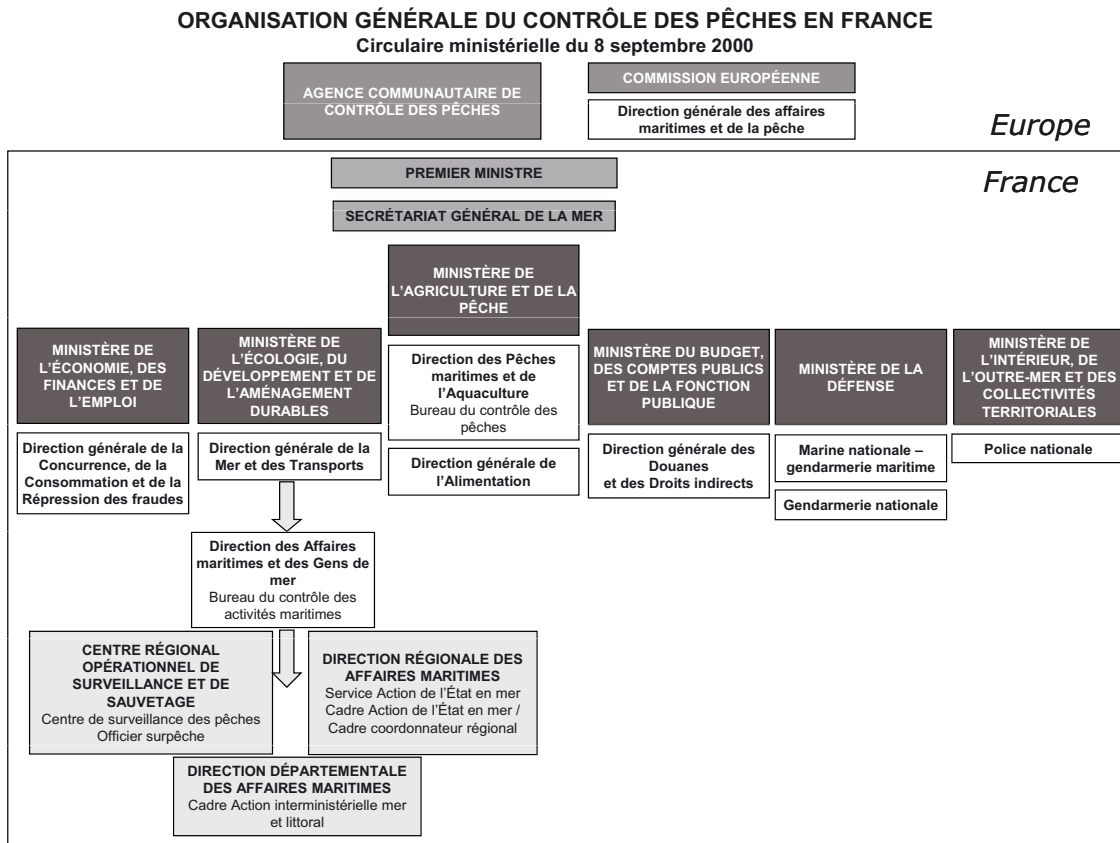 ORGANISATION GÉNÉRALE DU CONTRÔLE DES PÊCHES EN FRANCE
Circulaire ministérielle du 8 septembre 2000
AGENCE COMMUNAUTAIRE DE
CONTRÔLE DES PÊCHES
COMMISSION EUROPÉENNE
Direction générale des affaires
maritimes et de la pêche
Europe
France
PREMIER MINISTRE
SECRÉTARIAT GÉNÉRAL DE LA MER
MINISTÈRE DE
L'AGRICULTURE ET DE LA
PÊCHE
Direction des Pêches
maritimes et de
l'Aquaculture
Bureau du contrôle des
pêches
Direction générale de
l'Alimentation
MINISTÈRE DE
L'ÉCONOMIE, DES
FINANCES ET DE
L'EMPLOI
Direction générale de la
Concurrence, de la
Consommation et de la
Répression des fraudes
MINISTÈRE DE
L'ÉCOLOGIE, DU
DÉVELOPPEMENT ET DE
L'AMÉNAGEMENT
DURABLES
Direction générale de la
Mer et des Transports
MINISTÈRE DU BUDGET,
DES COMPTES PUBLICS
ET DE LA FONCTION
PUBLIQUE
Direction générale des
Douanes
et des Droits indirects
MINISTÈRE DE LA
DÉFENSE
Marine nationale –
gendarmerie maritime
Gendarmerie nationale
MINISTÈRE DE
L'INTÉRIEUR, DE
L'OUTRE-MER ET DES
COLLECTIVITÉS
TERRITORIALES
Police nationale
Direction des Affaires
maritimes et des Gens de
mer
Bureau du contrôle des
activités maritimes
CENTRE RÉGIONAL
OPÉRATIONNEL DE
SURVEILLANCE ET DE
SAUVETAGE
Centre de surveillance des pêches
Officier surpêche
DIRECTION RÉGIONALE DES
AFFAIRES MARITIMES
Service Action de l'État en mer
Cadre Action de l'État en mer /
Cadre coordonnateur régional
DIRECTION DÉPARTEMENTALE
DES AFFAIRES MARITIMES
Cadre Action interministérielle mer
et littoral